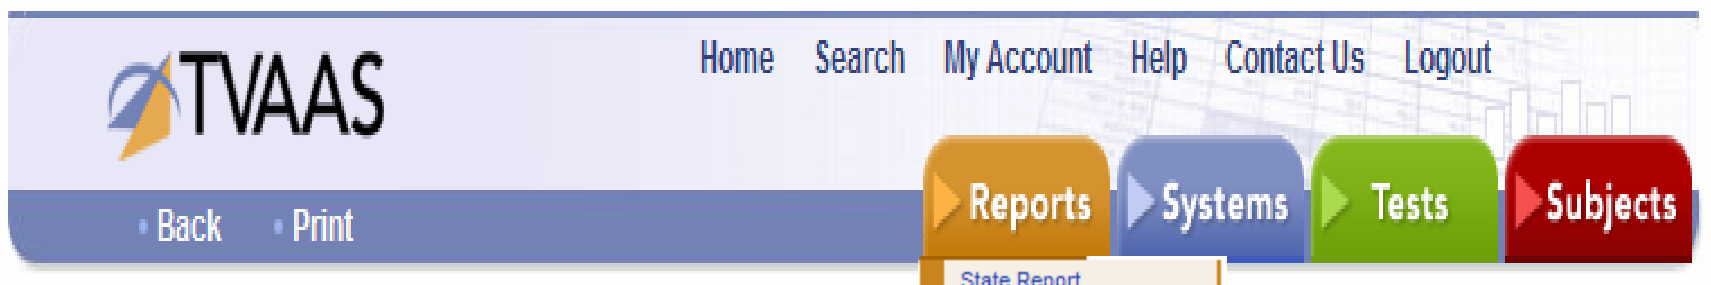 TVAAS
Home Search My Account Help Contact Us Logout
Reports Systems Tests Subjects
Back Print
State Report